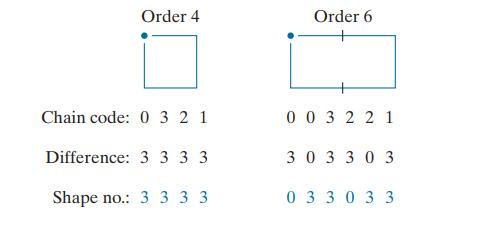 Order 4 Order 6
Chain code: 0 3 2 1 0 0 3 2 2 1
Difference: 3 3 3 3 3 0 3 3 0 3
Shape no.: 3 3 3 3 0 3 3 0 3 3